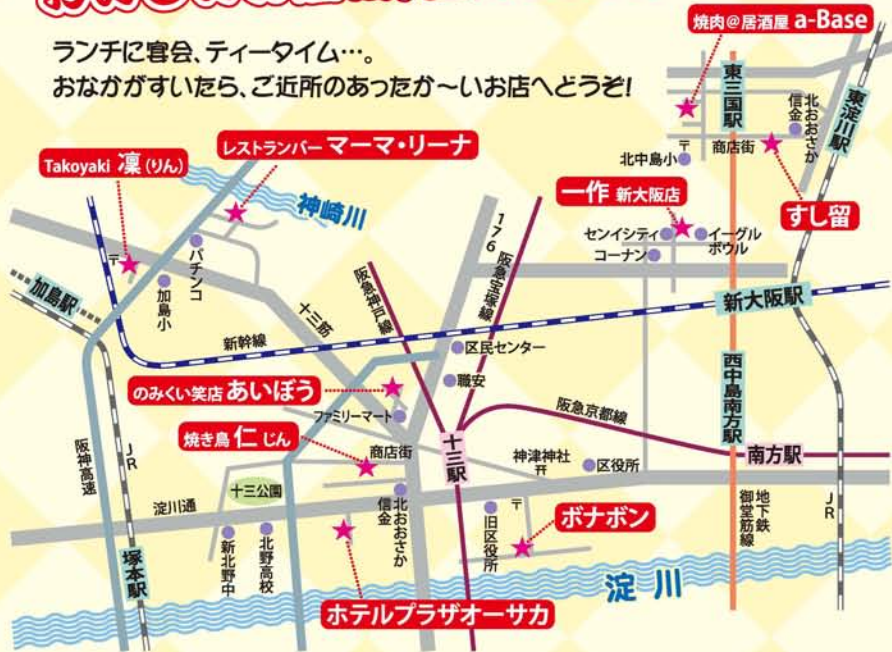 ランチに宴会、ティータイム…。
おなかがすいたら、ご近所のあったか〜いお店へどうぞ!
焼肉@居酒屋 a-Base
東三国駅
北おおさか信金
東淀川駅
商店街
〒
北中島小
すし留
レストランバー マーマ・リーナ
Takoyaki 凜(りん)
神崎川
一作 新大阪店
センイシティ
イーグルボウル
コーナン
〒
パチンコ
加島小
加島駅
十三筋
阪急神戸線
176
阪急宝塚線
新大阪駅
新幹線
区民センター
職安
のみくい笑店 あいぼう
ファミリーマート
阪急京都線
西中島南方駅
焼き鳥 仁 じん
商店街
十三駅
神津神社
区役所
南方駅
阪神高速
JR
十三公園
淀川通
北おおさか信金
旧区役所
〒
ボナボン
地下鉄御堂筋線
JR
新北野中
北野高校
塚本駅
淀川
ホテルプラザオーサカ